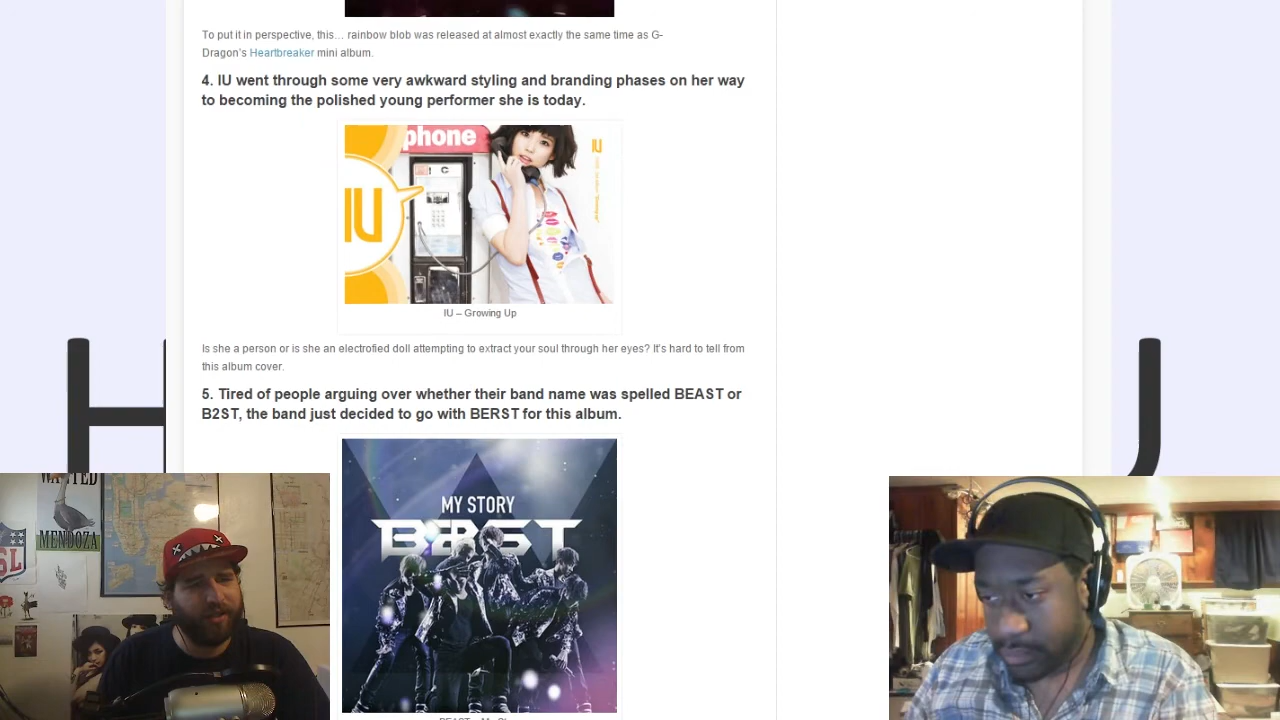 To put it in perspective, this… rainbow blob was released at almost exactly the same time as G-
Dragon's Heartbreaker mini album.
4. IU went through some very awkward styling and branding phases on her way
to becoming the polished young performer she is today.
phone
IU
IU
IU – Growing Up
Is she a person or is she an electrofied doll attempting to extract your soul through her eyes? It's hard to tell from
this album cover.
5. Tired of people arguing over whether their band name was spelled BEAST or
B2ST, the band just decided to go with BERST for this album.
MY STORY
BEAST
H
J
WANTED
MENDOZA
SL